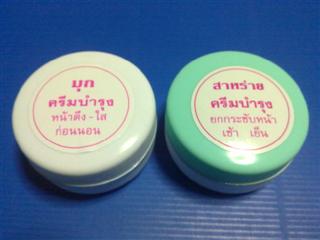 มุก
ครีมบำรุง
หน้าตึง - ใส
ก่อนนอน
สาหร่าย
ครีมบำรุง
ยกกระชับหน้า
เช้า เย็น